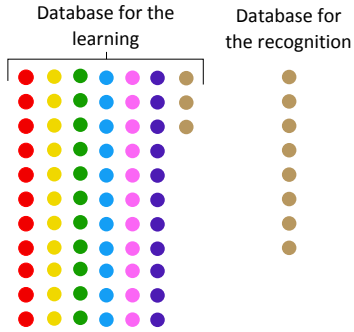 Database for the
learning
Database for
the recognition